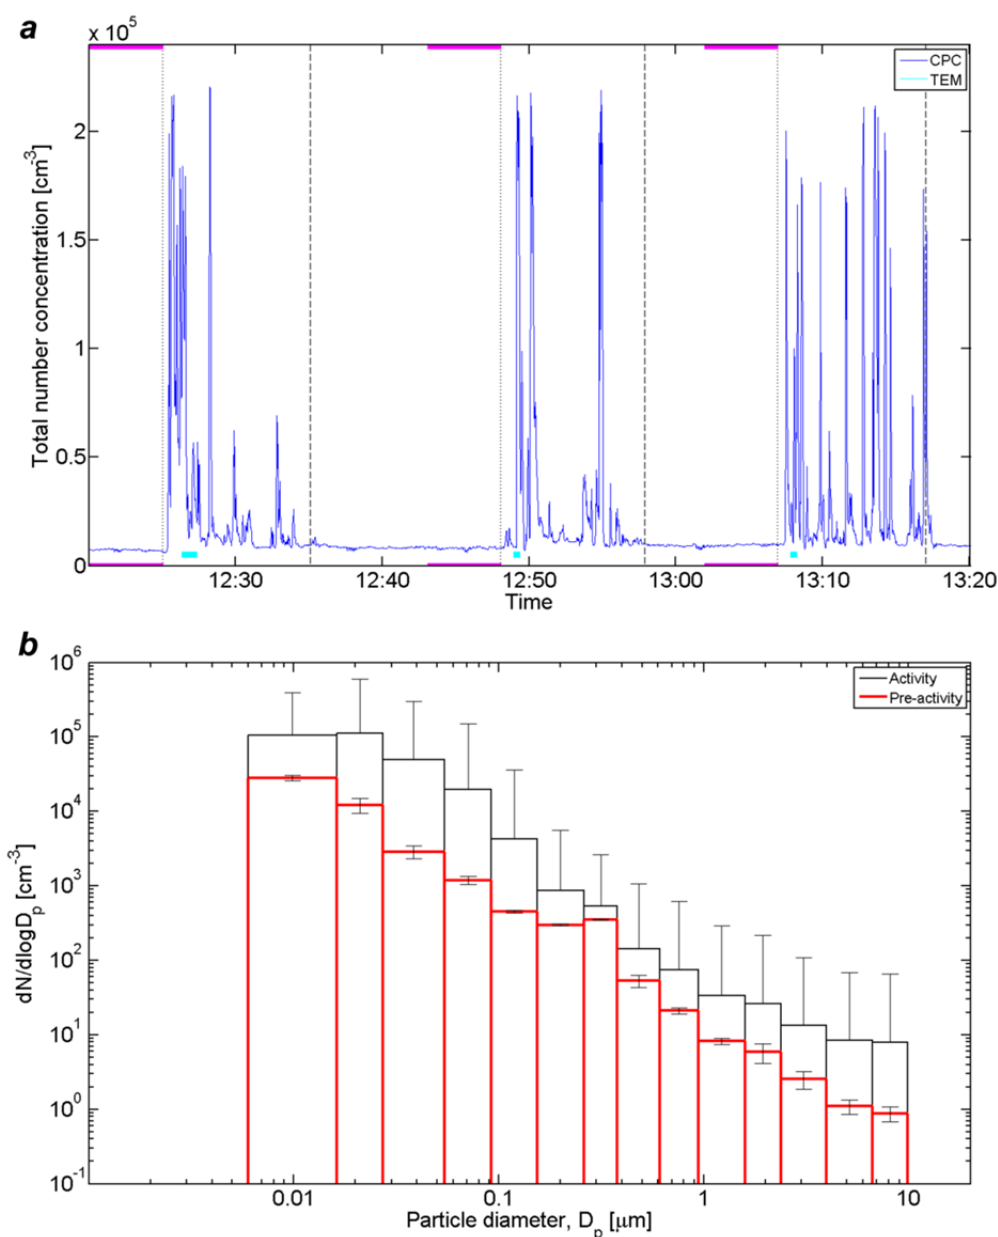 a
x 10^5
CPC
TEM
2
1.5
1
0.5
0
Total number concentration [cm^-3]
12:30 12:40 12:50 13:00 13:10 13:20
Time
b
10^6
Activity
Pre-activity
10^5
10^4
10^3
10^2
10^1
10^0
10^-1
dN/dlogD_p [cm^-3]
0.01 0.1 1 10
Particle diameter, D_p [μm]